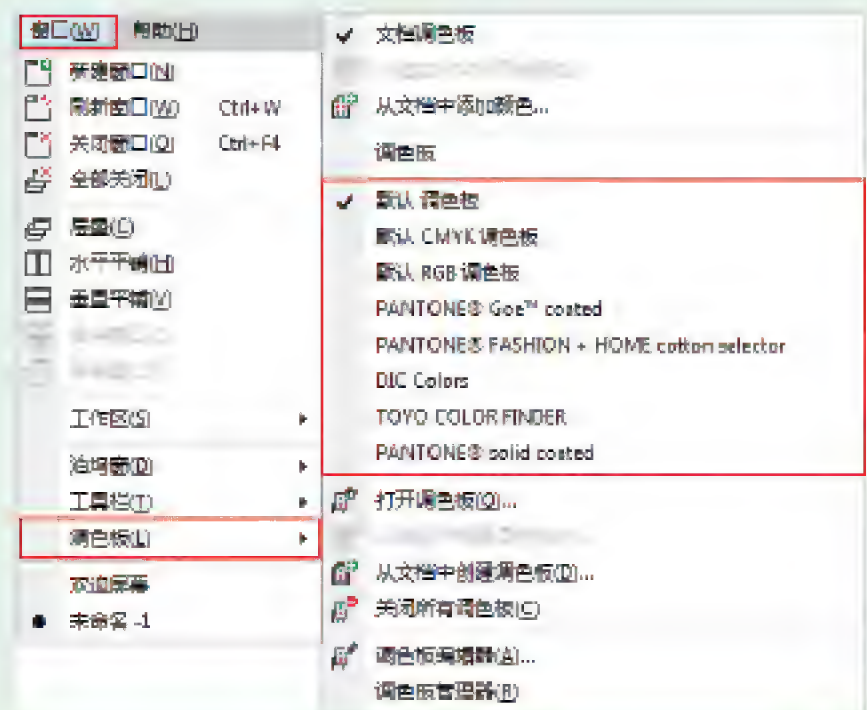 窗口(W) 帮助(H)
新建窗口(N)
刷新窗口(W) Ctrl+W
关闭窗口(O) Ctrl+F4
全部关闭(L)
层叠(C)
水平平铺(H)
垂直平铺(V)
工作区(S)
泊坞窗(D)
工具栏(T)
调色板(L)
欢迎屏幕
未命名 -1
文档调色板
从文档中添加颜色...
调色板
默认 调色板
默认 CMYK 调色板
默认 RGB 调色板
PANTONE® Goe™ coated
PANTONE® FASHION + HOME cotton selector
DIC Colors
TOYO COLOR FINDER
PANTONE® solid coated
打开调色板(O)...
从文档中创建调色板(D)...
关闭所有调色板(C)
调色板编辑器(A)...
调色板管理器(R)